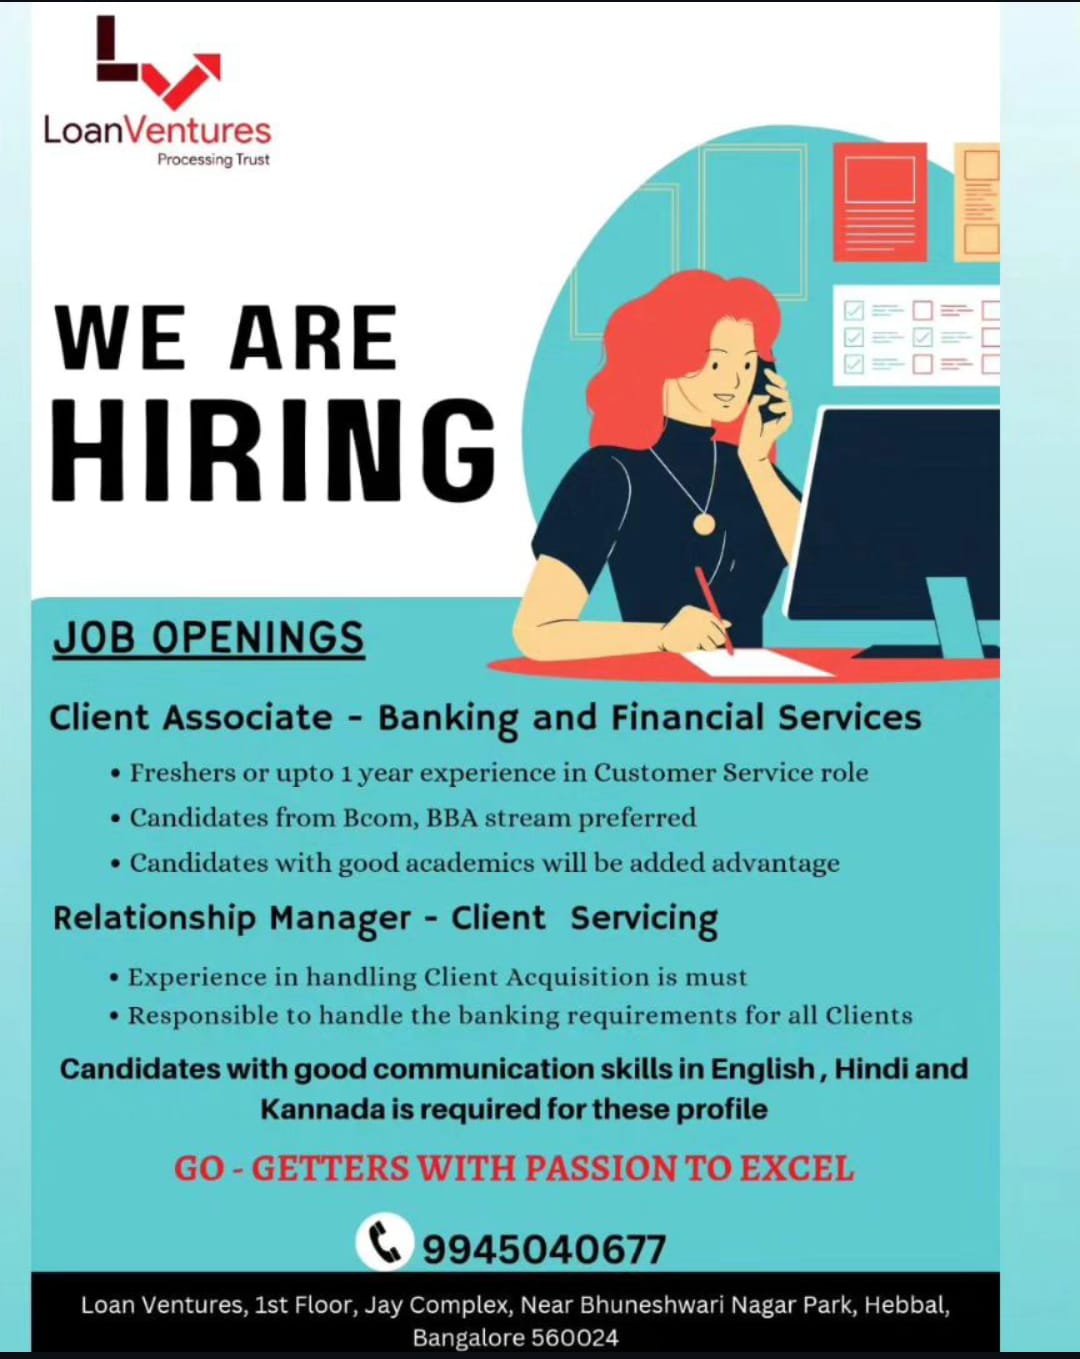 LoanVentures
Processing Trust
WE ARE
HIRING
JOB OPENINGS
Client Associate - Banking and Financial Services
• Freshers or upto 1 year experience in Customer Service role
• Candidates from Bcom, BBA stream preferred
• Candidates with good academics will be added advantage
Relationship Manager - Client Servicing
• Experience in handling Client Acquisition is must
• Responsible to handle the banking requirements for all Clients
Candidates with good communication skills in English , Hindi and
Kannada is required for these profile
GO - GETTERS WITH PASSION TO EXCEL
9945040677
Loan Ventures, 1st Floor, Jay Complex, Near Bhuneshwari Nagar Park, Hebbal,
Bangalore 560024